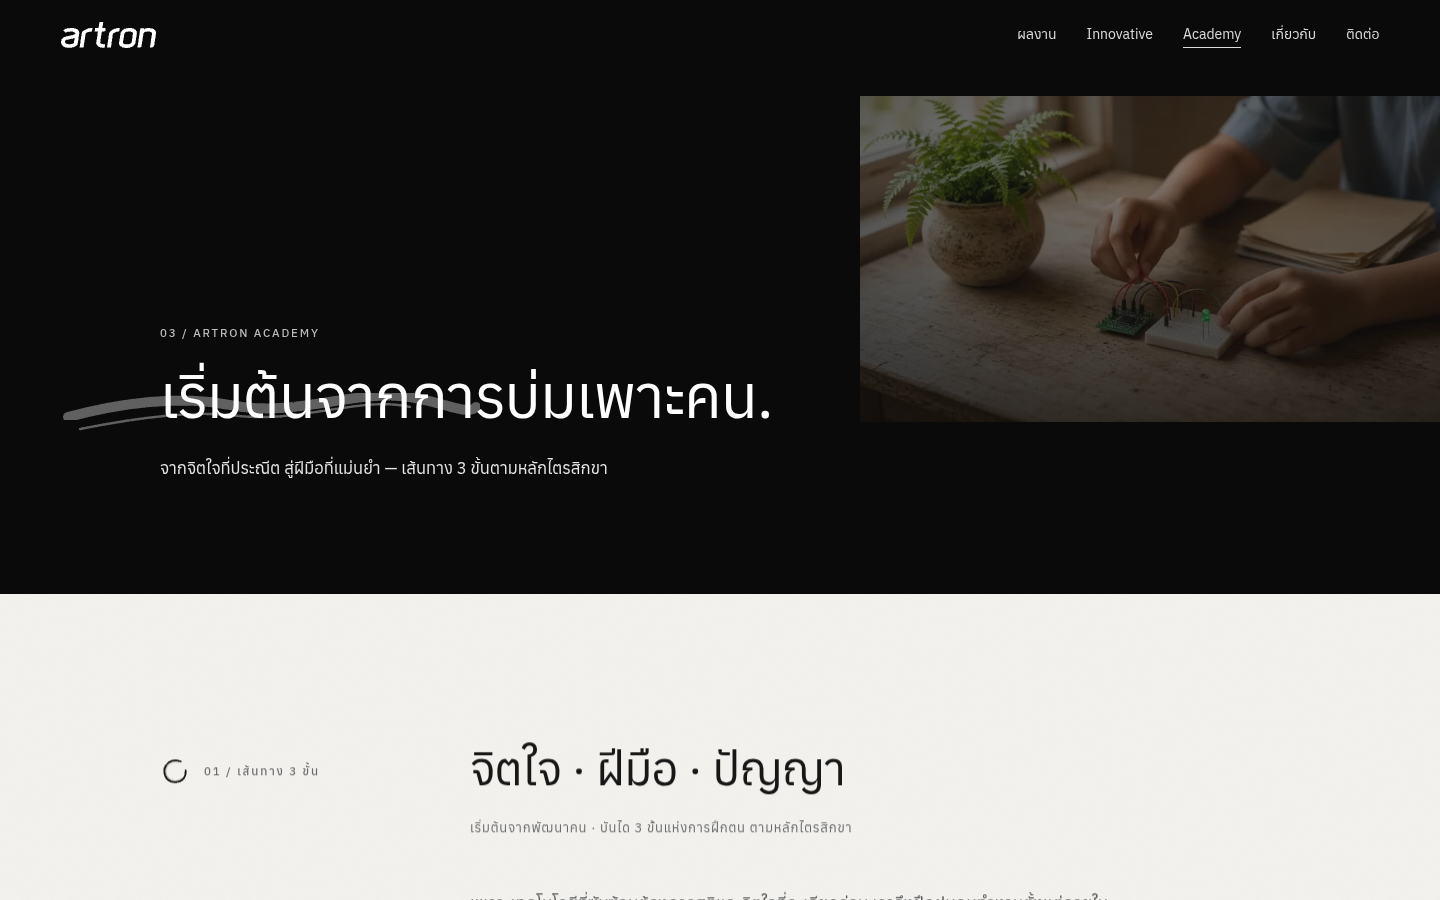 artron
ผลงาน
Innovative
Academy
เกี่ยวกับ
ติดต่อ
03 / ARTRON ACADEMY
เริ่มต้นจากการบ่มเพาะคน.
จากจิตใจที่ประณีต สู่ฝีมือที่แม่นยำ — เส้นทาง 3 ขั้นตามหลักไตรสิกขา
01 / เส้นทาง 3 ขั้น
จิตใจ · ฝีมือ · ปัญญา
เริ่มต้นจากพัฒนาคน · บันได 3 ขั้นแห่งการฝึกตน ตามหลักไตรสิกขา